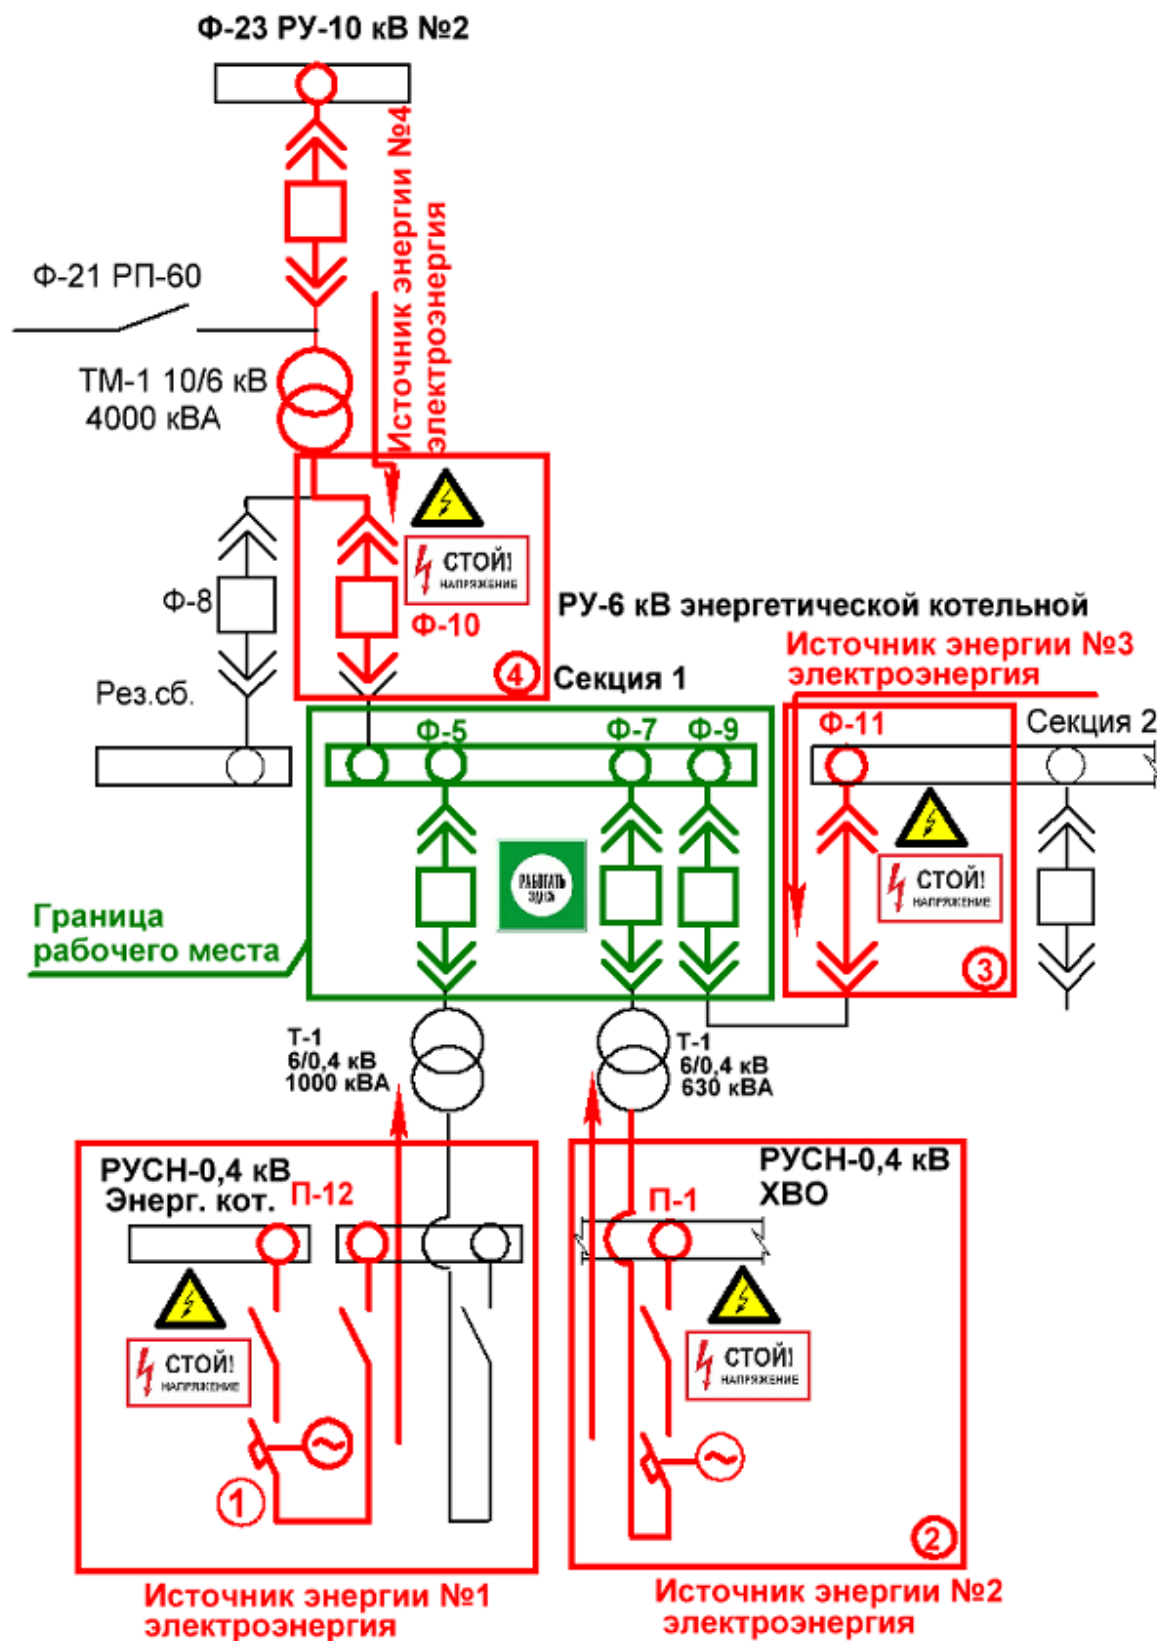 Ф-23 РУ-10 кВ №2
Источник энергии №4
электроэнергия
Ф-21 РП-60
ТМ-1 10/6 кВ
4000 кВА
СТОЙ!
НАПРЯЖЕНИЕ
Ф-8
Ф-10
РУ-6 кВ энергетической котельной
Источник энергии №3
электроэнергия
4
Секция 1
Рез.сб.
Ф-5
Ф-7
Ф-9
Ф-11
Секция 2
РАБОТАТЬ
ЗДЕСЬ
СТОЙ!
НАПРЯЖЕНИЕ
Граница
рабочего места
3
Т-1
6/0,4 кВ
1000 кВА
Т-1
6/0,4 кВ
630 кВА
РУСН-0,4 кВ
Энерг. кот.
П-12
РУСН-0,4 кВ
ХВО
П-1
СТОЙ!
НАПРЯЖЕНИЕ
СТОЙ!
НАПРЯЖЕНИЕ
1
2
Источник энергии №1
электроэнергия
Источник энергии №2
электроэнергия